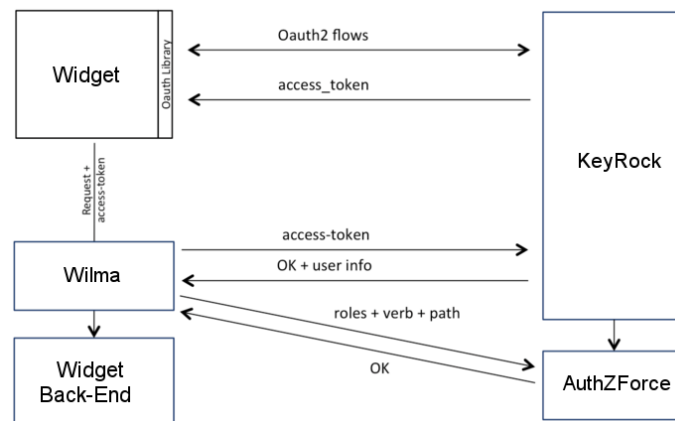 Oauth2 flows
Widget
Oauth Library
access_token
KeyRock
Request +
access-token
access-token
OK + user info
Wilma
roles + verb + path
OK
Widget
Back-End
AuthZForce